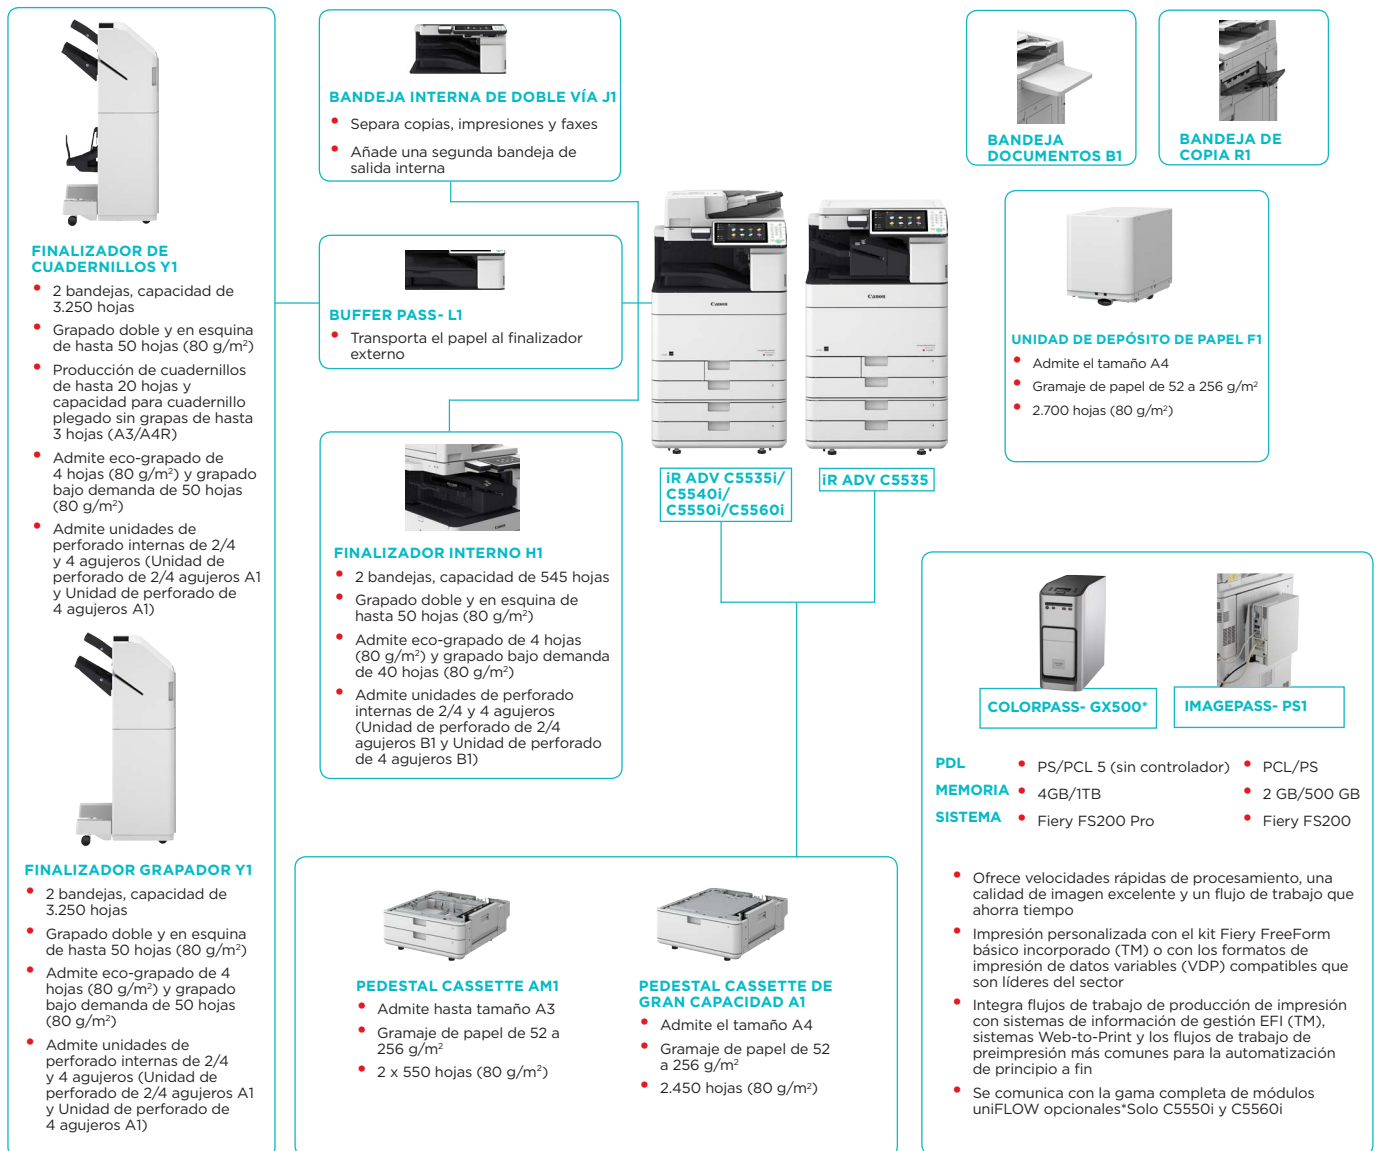 FINALIZADOR DE
CUADERNILLOS Y1
• 2 bandejas, capacidad de
3.250 hojas
• Grapado doble y en esquina
de hasta 50 hojas (80 g/m²)
• Producción de cuadernillos
de hasta 20 hojas y
capacidad para cuadernillo
plegado sin grapas de hasta
3 hojas (A3/A4R)
• Admite eco-grapado de
4 hojas (80 g/m²) y grapado
bajo demanda de 50 hojas
(80 g/m²)
• Admite unidades de
perforado internas de 2/4
y 4 agujeros (Unidad de
perforado de 2/4 agujeros A1
y Unidad de perforado de
4 agujeros A1)
FINALIZADOR GRAPADOR Y1
• 2 bandejas, capacidad de
3.250 hojas
• Grapado doble y en esquina
de hasta 50 hojas (80 g/m²)
• Admite eco-grapado de 4
hojas (80 g/m²) y grapado
bajo demanda de 50 hojas
(80 g/m²)
• Admite unidades de
perforado internas de 2/4
y 4 agujeros (Unidad de
perforado de 2/4 agujeros A1
y Unidad de perforado de
4 agujeros A1)
BANDEJA INTERNA DE DOBLE VÍA J1
• Separa copias, impresiones y faxes
• Añade una segunda bandeja de
salida interna
BUFFER PASS- L1
• Transporta el papel al finalizador
externo
FINALIZADOR INTERNO H1
• 2 bandejas, capacidad de 545 hojas
• Grapado doble y en esquina de
hasta 50 hojas (80 g/m²)
• Admite eco-grapado de 4 hojas
(80 g/m²) y grapado bajo demanda
de 40 hojas (80 g/m²)
• Admite unidades de perforado
internas de 2/4 y 4 agujeros
(Unidad de perforado de 2/4
agujeros B1 y Unidad de perforado
de 4 agujeros B1)
Canon
Canon
iR ADV C5535i/
C5540i/
C5550i/C5560i
iR ADV C5535
BANDEJA
DOCUMENTOS B1
BANDEJA DE
COPIA R1
UNIDAD DE DEPÓSITO DE PAPEL F1
• Admite el tamaño A4
• Gramaje de papel de 52 a 256 g/m²
• 2.700 hojas (80 g/m²)
PEDESTAL CASSETTE AM1
• Admite hasta tamaño A3
• Gramaje de papel de 52 a
256 g/m²
• 2 x 550 hojas (80 g/m²)
PEDESTAL CASSETTE DE
GRAN CAPACIDAD A1
• Admite el tamaño A4
• Gramaje de papel de 52
a 256 g/m²
• 2.450 hojas (80 g/m²)
COLORPASS- GX500* IMAGEPASS- PS1
PDL • PS/PCL 5 (sin controlador) • PCL/PS
MEMORIA • 4GB/1TB • 2 GB/500 GB
SISTEMA • Fiery FS200 Pro • Fiery FS200
• Ofrece velocidades rápidas de procesamiento, una
calidad de imagen excelente y un flujo de trabajo que
ahorra tiempo
• Impresión personalizada con el kit Fiery FreeForm
básico incorporado (TM) o con los formatos de
impresión de datos variables (VDP) compatibles que
son líderes del sector
• Integra flujos de trabajo de producción de impresión
con sistemas de información de gestión EFI (TM),
sistemas Web-to-Print y los flujos de trabajo de
preimpresión más comunes para la automatización
de principio a fin
• Se comunica con la gama completa de módulos
uniFLOW opcionales*Solo C5550i y C5560i